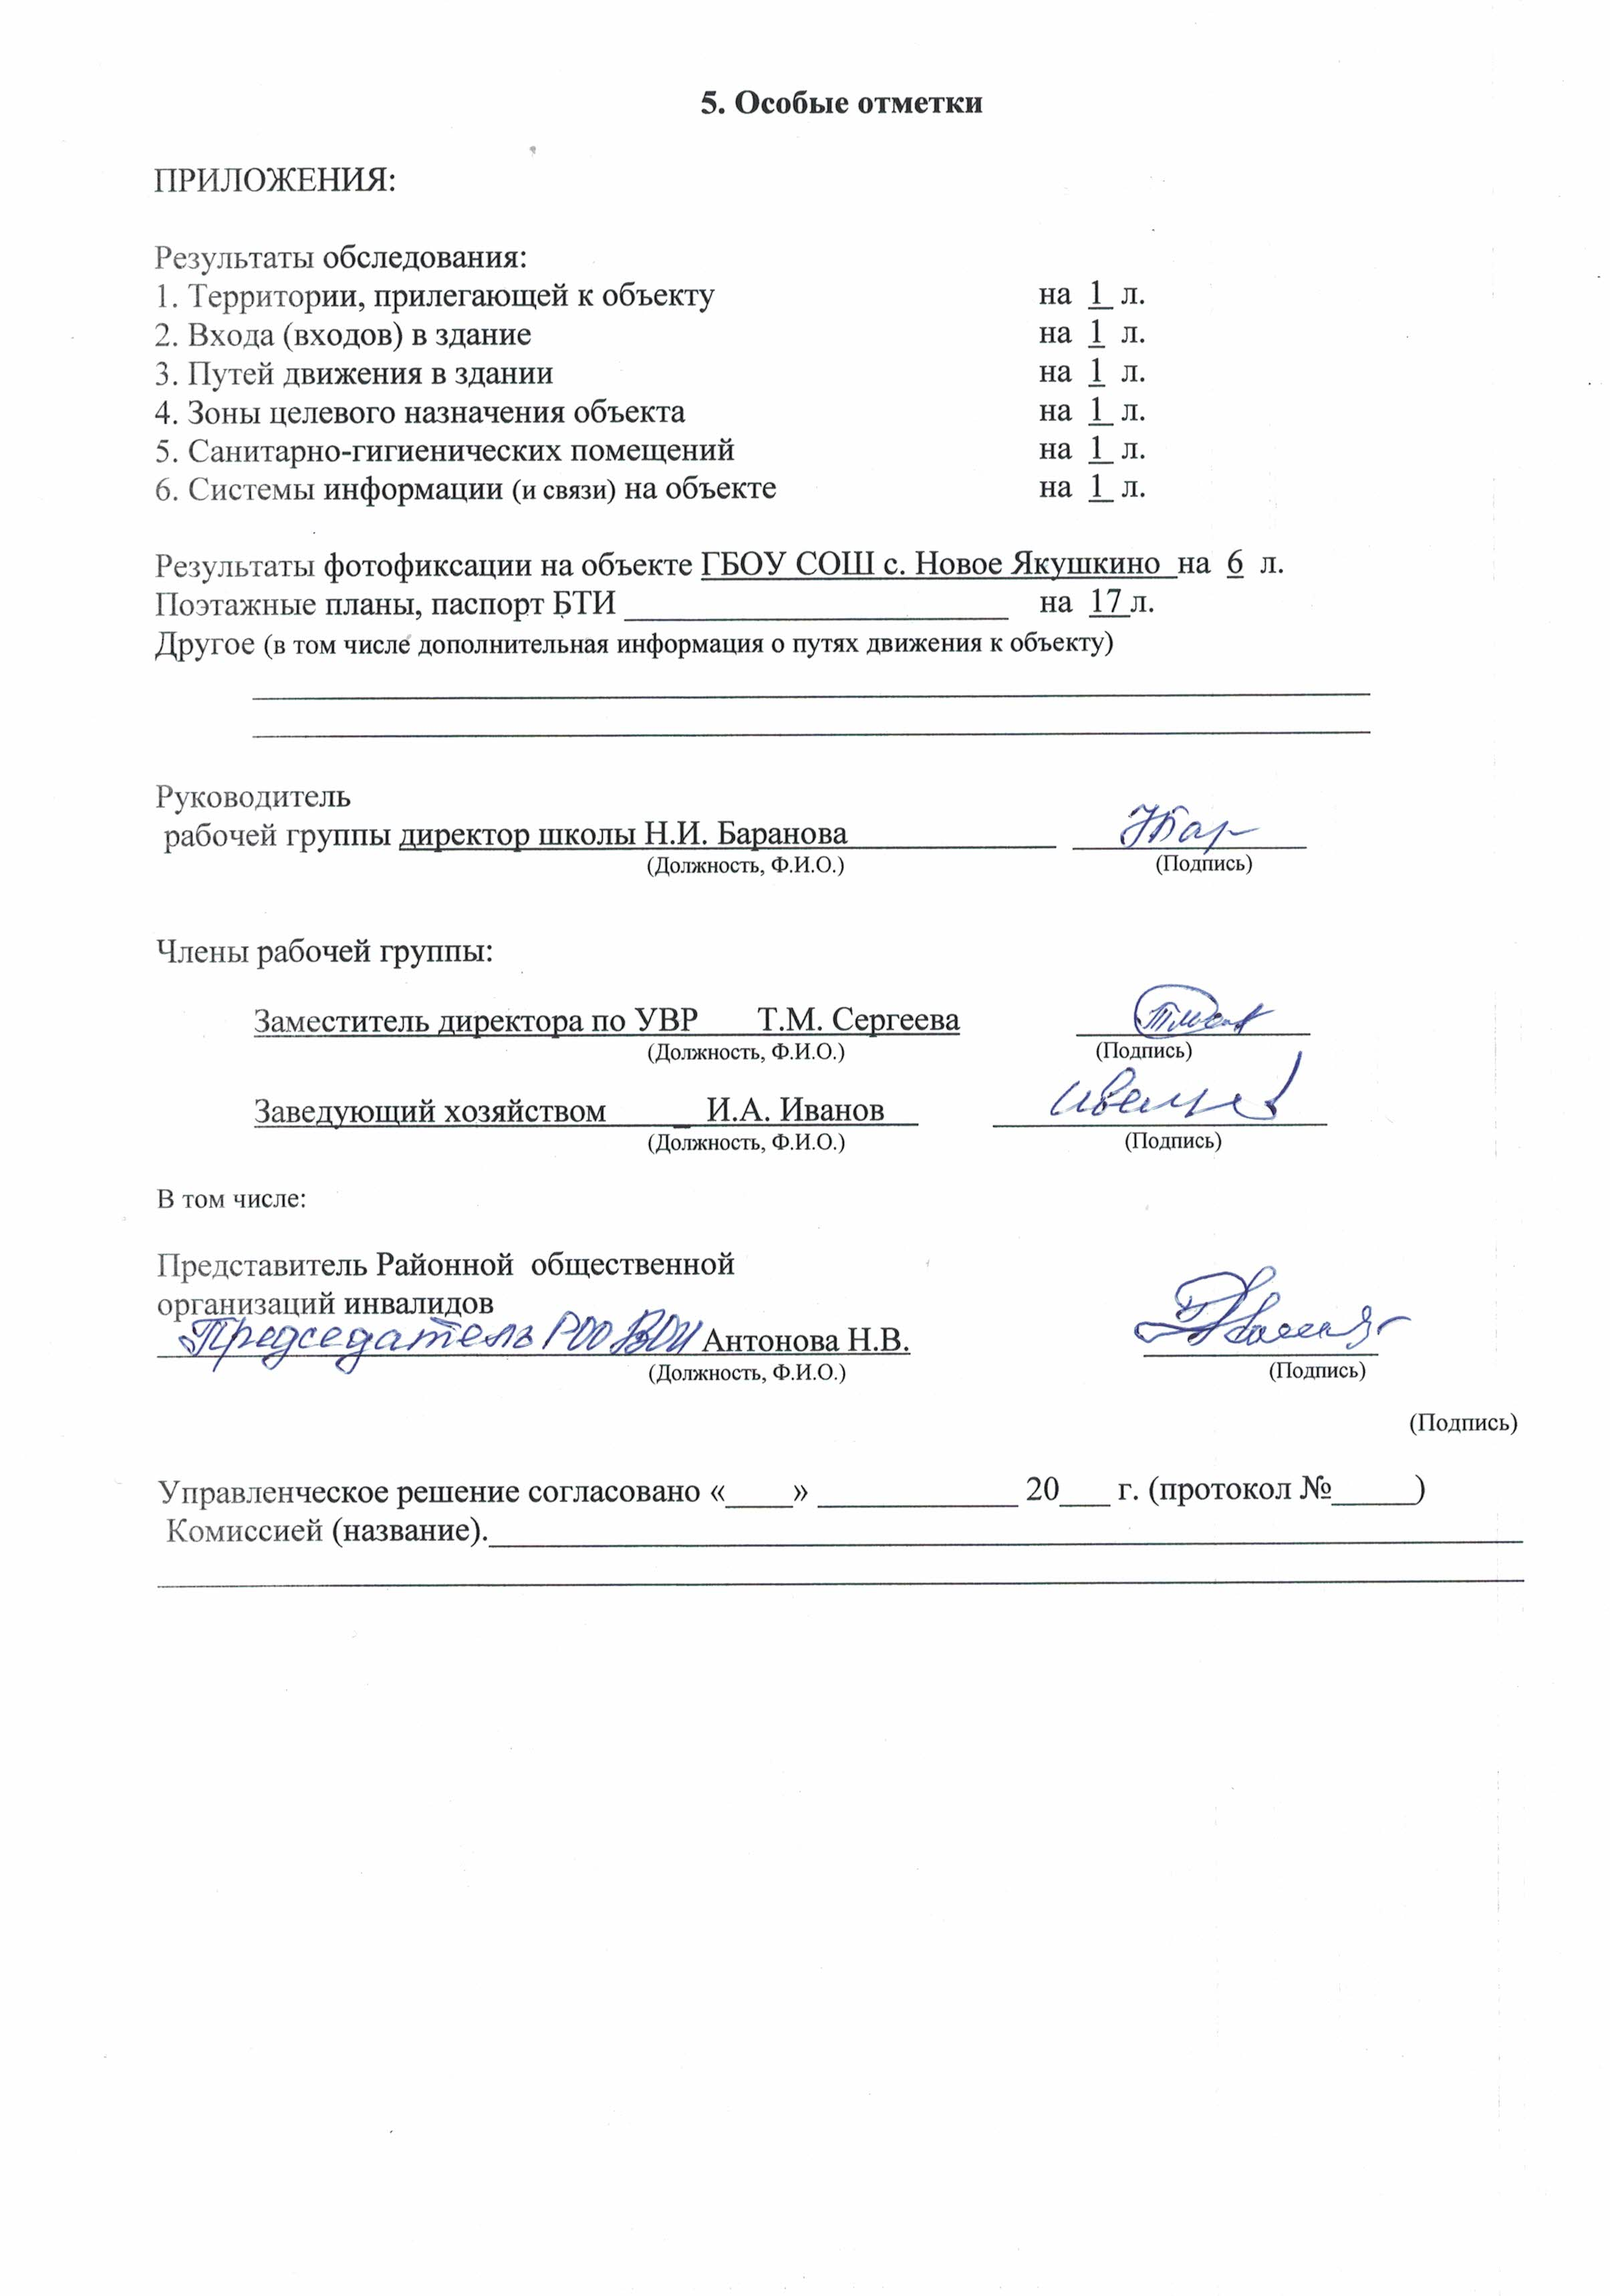 5. Особые отметки
ПРИЛОЖЕНИЯ:
Результаты обследования:
1. Территории, прилегающей к объекту на 1 л.
2. Входа (входов) в здание на 1 л.
3. Путей движения в здании на 1 л.
4. Зоны целевого назначения объекта на 1 л.
5. Санитарно-гигиенических помещений на 1 л.
6. Системы информации (и связи) на объекте на 1 л.
Результаты фотофиксации на объекте ГБОУ СОШ с. Новое Якушкино на 6 л.
Поэтажные планы, паспорт БТИ _______________________ на 17 л.
Другое (в том числе дополнительная информация о путях движения к объекту)
Руководитель
рабочей группы директор школы Н.И. Баранова
(Должность, Ф.И.О.) (Подпись)
Члены рабочей группы:
Заместитель директора по УВР Т.М. Сергеева
(Должность, Ф.И.О.) (Подпись)
Заведующий хозяйством И.А. Иванов
(Должность, Ф.И.О.) (Подпись)
В том числе:
Представитель Районной общественной
организаций инвалидов
Председатель РОО ВОИ Антонова Н.В.
(Должность, Ф.И.О.) (Подпись)
(Подпись)
Управленческое решение согласовано «____» ____________ 20___ г. (протокол №_____)
Комиссией (название).